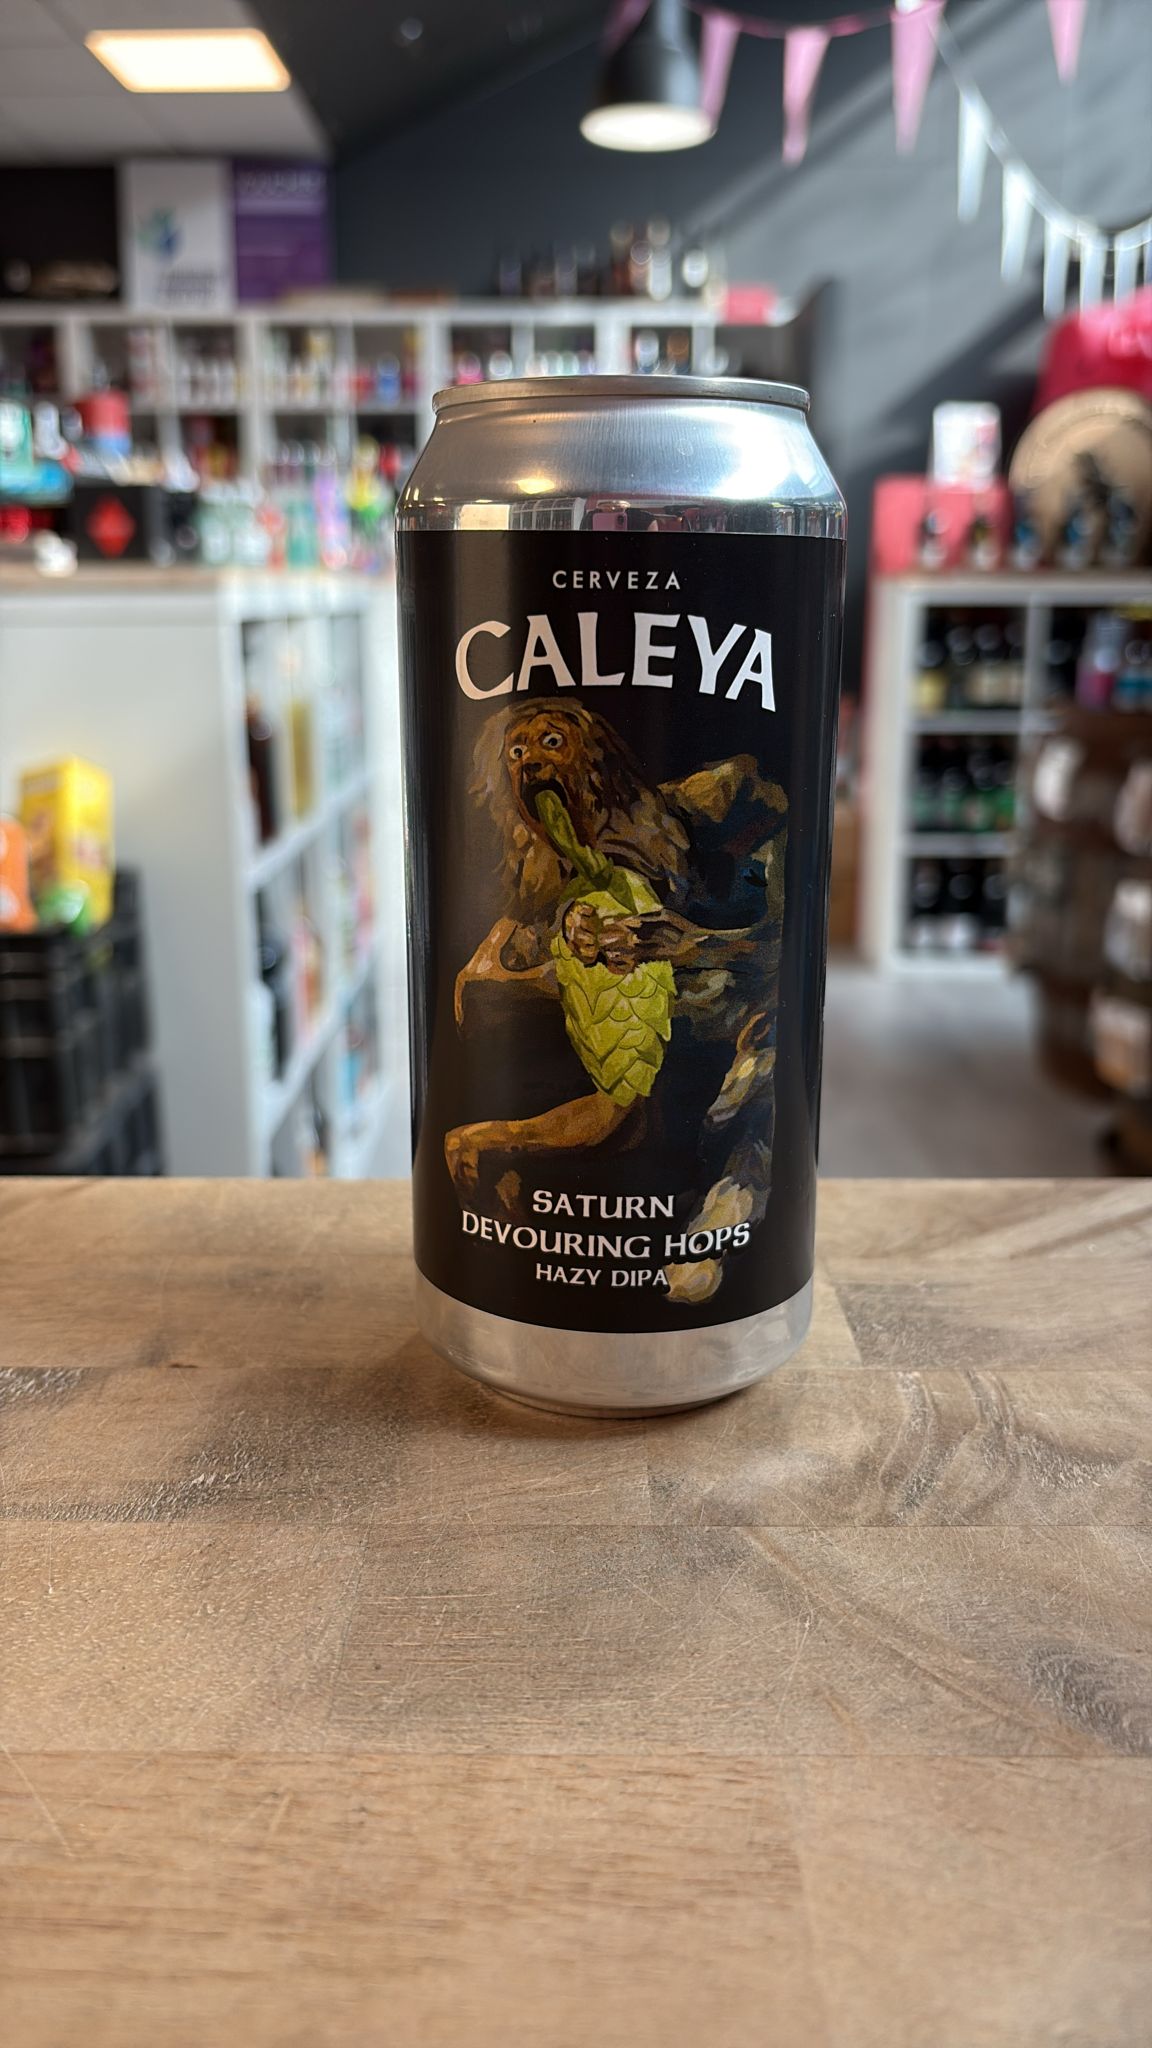 CERVEZA
CALEYA
SATURN
DEVOURING HOPS
HAZY DIPA